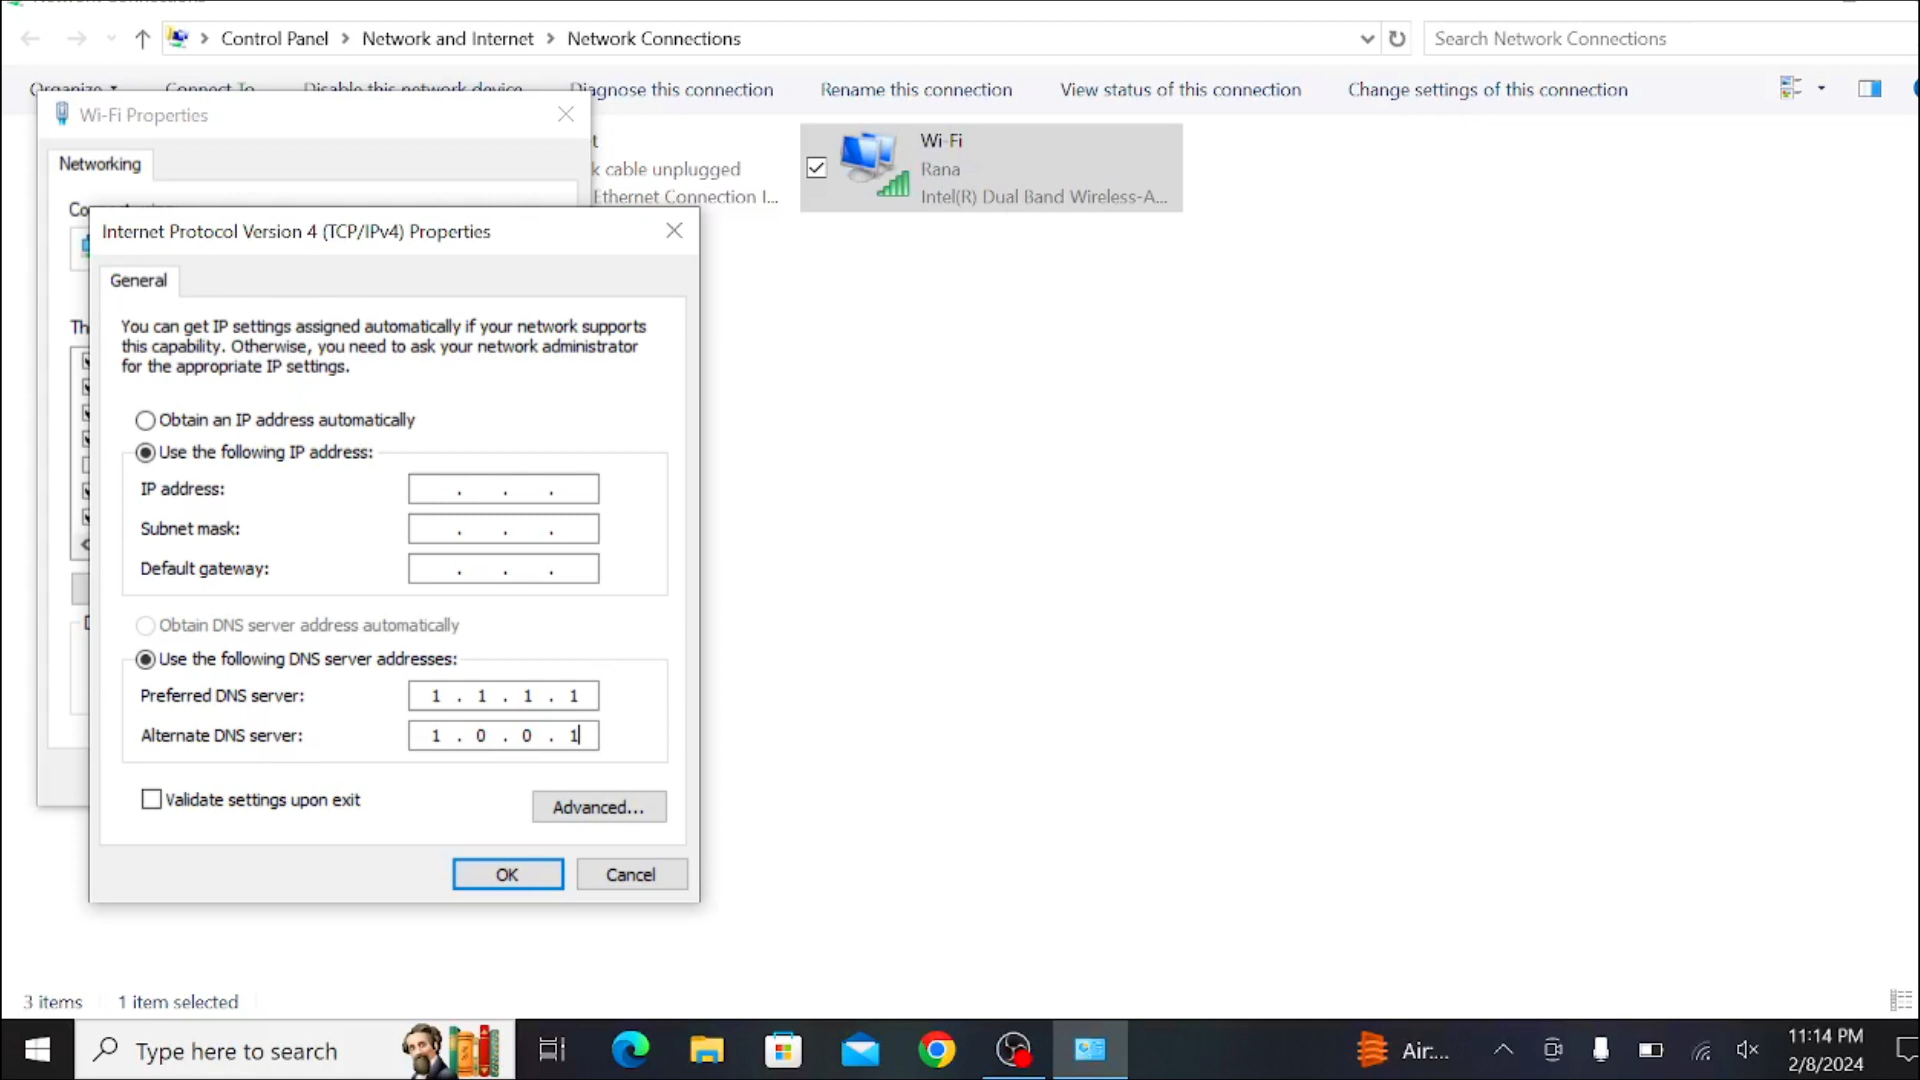 Control Panel > Network and Internet > Network Connections
Search Network Connections
Organize
Connect To
Disable this network device
Diagnose this connection
Rename this connection
View status of this connection
Change settings of this connection
Wi-Fi Properties
Networking
k cable unplugged
Ethernet Connection I...
Wi-Fi
Rana
Intel(R) Dual Band Wireless-A...
Internet Protocol Version 4 (TCP/IPv4) Properties
General
You can get IP settings assigned automatically if your network supports
this capability. Otherwise, you need to ask your network administrator
for the appropriate IP settings.
Obtain an IP address automatically
Use the following IP address:
IP address: . . .
Subnet mask: . . .
Default gateway: . . .
Obtain DNS server address automatically
Use the following DNS server addresses:
Preferred DNS server: 1 . 1 . 1 . 1
Alternate DNS server: 1 . 0 . 0 . 1
Validate settings upon exit
Advanced...
OK
Cancel
3 items
1 item selected
Type here to search
Air....
11:14 PM
2/8/2024